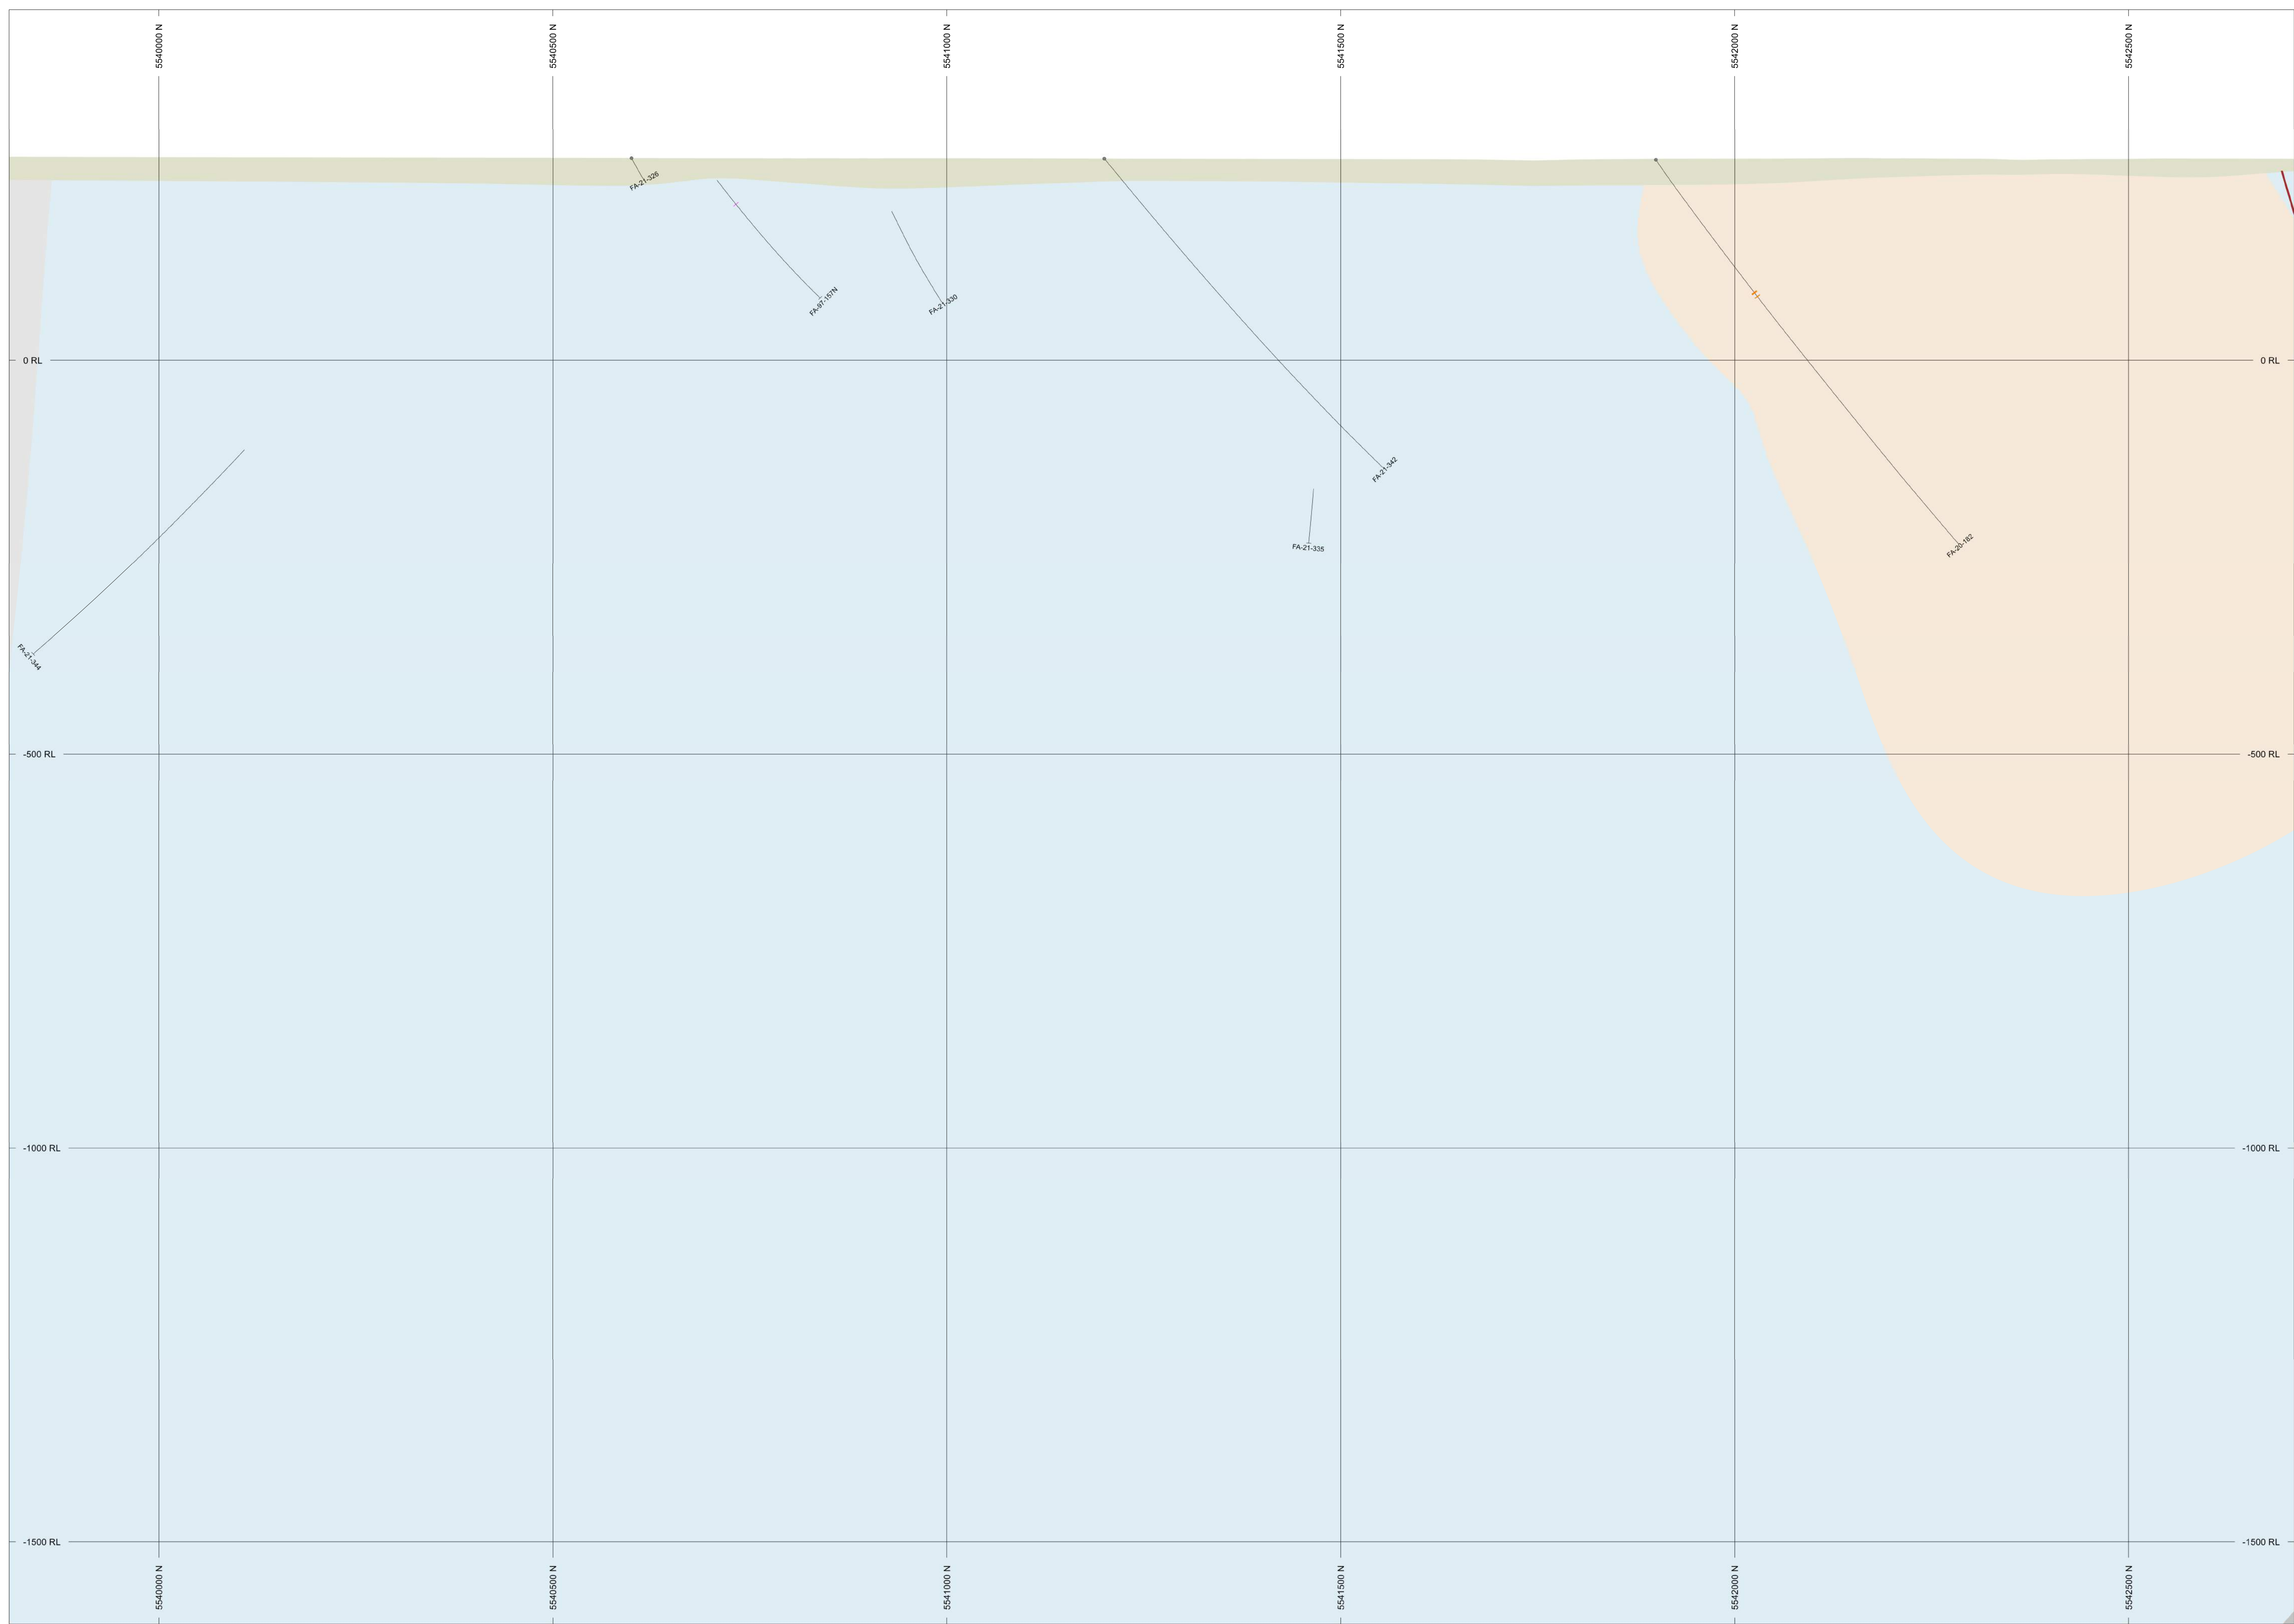 5540000 N
5540500 N
5541000 N
5541500 N
5542000 N
5542500 N
FA-21-326
FA-97-157N
FA-21-330
0 RL
0 RL
FA-21-342
FA-21-335
FA-20-182
FA-21-344
-500 RL
-500 RL
-1000 RL
-1000 RL
-1500 RL
-1500 RL
5540000 N
5540500 N
5541000 N
5541500 N
5542000 N
5542500 N